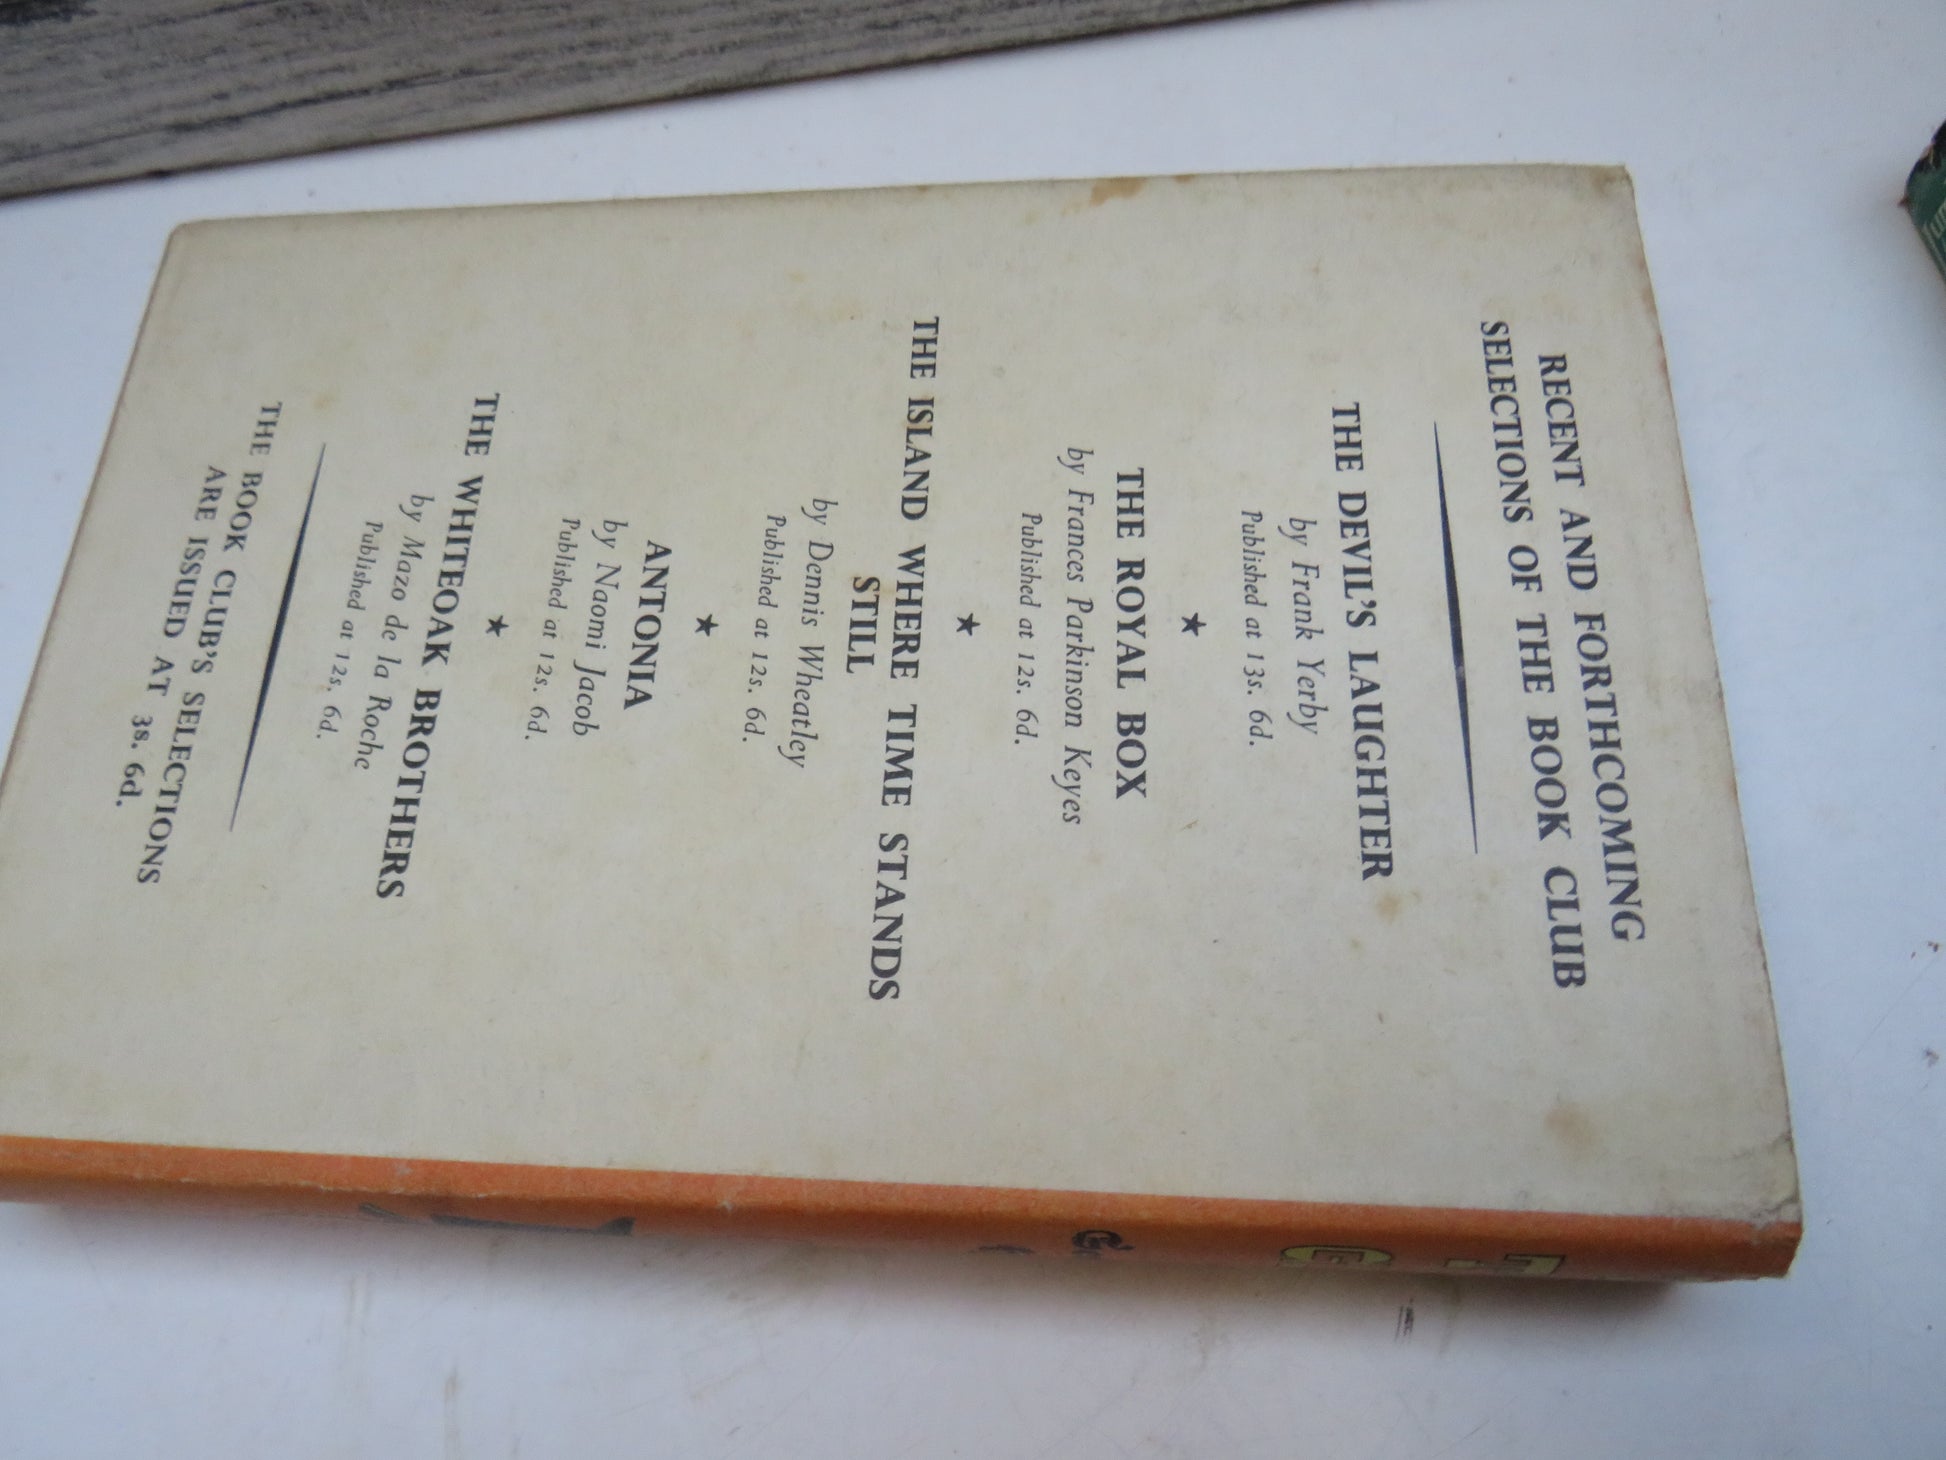 RECENT AND FORTHCOMING
SELECTIONS OF THE BOOK CLUB
THE DEVIL'S LAUGHTER
by Frank Yerby
Published at 13s. 6d.
★
THE ROYAL BOX
by Frances Parkinson Keyes
Published at 12s. 6d.
★
THE ISLAND WHERE TIME STANDS
STILL
by Dennis Wheatley
Published at 12s. 6d.
★
ANTONIA
by Naomi Jacob
Published at 12s. 6d.
★
THE WHITEOAK BROTHERS
by Mazo de la Roche
Published at 12s. 6d.
THE BOOK CLUB'S SELECTIONS
ARE ISSUED AT 3s. 6d.